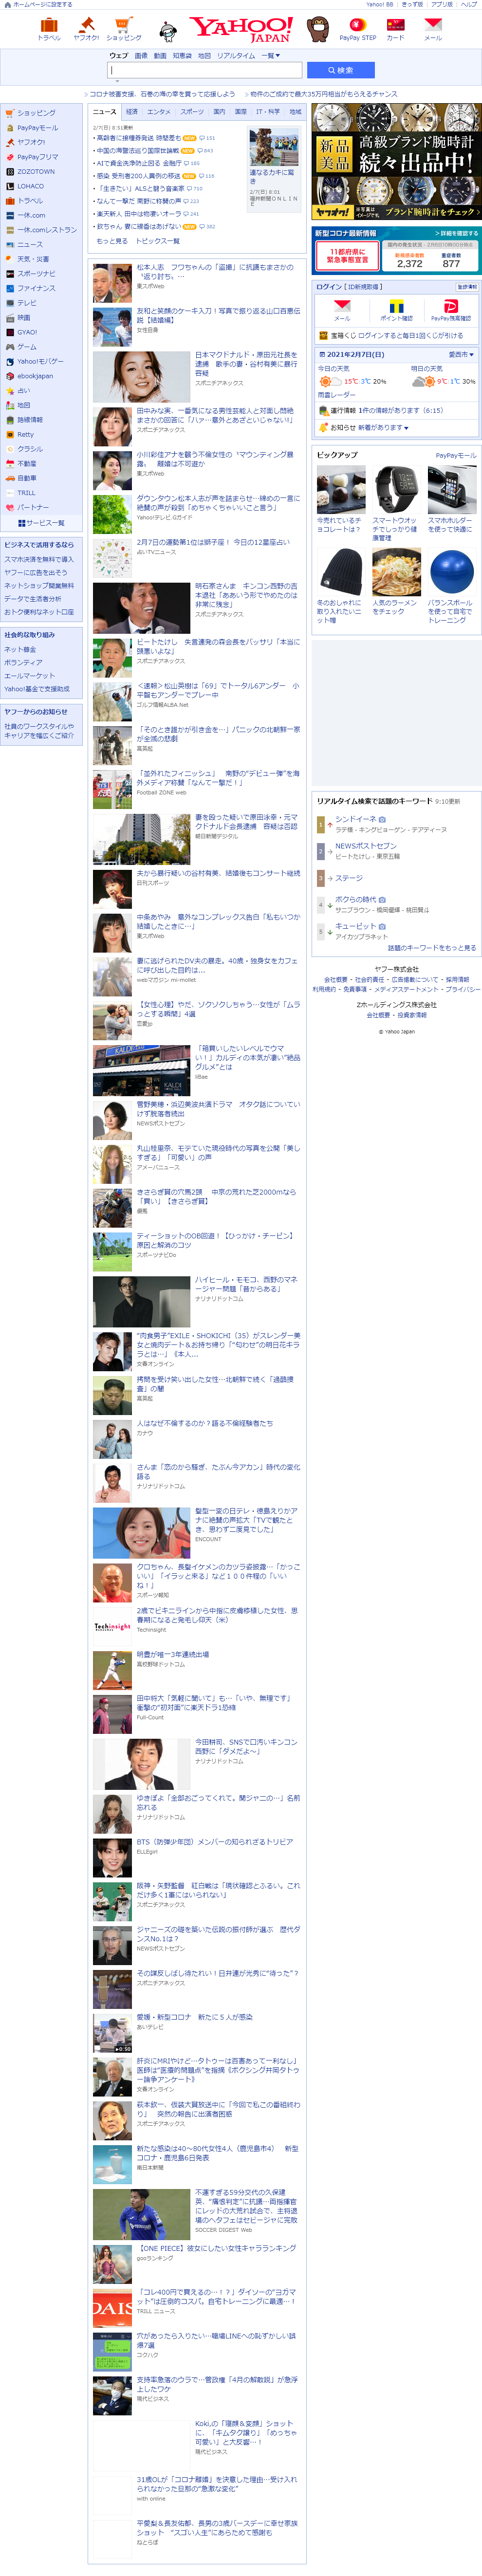 ホームページに設定する
Yahoo! BB
きっず版
アプリ版
ヘルプ
トラベル
ヤフオク!
ショッピング
YAHOO!
JAPAN
PayPay STEP
カード
メール
ウェブ
画像
動画
知恵袋
地図
リアルタイム
一覧
検索
コロナ被害支援、石巻の海の幸を買って応援しよう
物件のご成約で最大35万円相当がもらえるチャンス
ショッピング
PayPayモール
ヤフオク!
PayPayフリマ
ZOZOTOWN
LOHACO
トラベル
一休.com
一休.comレストラン
ニュース
天気・災害
スポーツナビ
ファイナンス
テレビ
映画
GYAO!
ゲーム
Yahoo!モバゲー
ebookjapan
占い
地図
路線情報
Retty
クラシル
不動産
自動車
TRILL
パートナー
サービス一覧
ビジネスで活用するなら
スマホ決済を無料で導入
ヤフーに広告を出そう
ネットショップ開業無料
データで生活者分析
おトク便利なネット口座
社会的な取り組み
ネット募金
ボランティア
エールマーケット
Yahoo!基金で支援助成
ヤフーからのお知らせ
社員のワークスタイルや
キャリアを幅広くご紹介
ニュース
経済
エンタメ
スポーツ
国内
国際
IT・科学
地域
2/7(日) 8:51更新
高齢者に接種券発送 時間差も NEW 131
中国の海警法巡り国際世論戦 NEW 843
AIで資金洗浄防止図る 金融庁 185
感染 受刑者200人異例の移送 NEW 116
「生きたい」ALSと闘う音楽家 710
なんて一撃だ 南野に称賛の声 223
楽天新人 田中は物凄いオーラ 241
欽ちゃん 妻に順番はあげない NEW 382
もっと見る
トピックス一覧
連なるカキに驚き
2/7(日) 8:01
福井新聞ＯＮＬＩＮＥ
松本人志　フワちゃんの「盗撮」に抗議もまさかの〝返り討ち〟…
東スポWeb
友和と笑顔のケーキ入刀！写真で振り返る山口百恵伝説【結婚編】
女性自身
日本マクドナルド・原田元社長を逮捕　歌手の妻・谷村有美に暴行容疑
スポニチアネックス
田中みな実、一番気になる男性芸能人と対面し悶絶　まさかの回答に「ハァ…意外とあざといじゃない!」
スポニチアネックス
小川彩佳アナを襲う不倫女性の〝マウンティング暴露〟　離婚は不可避か
東スポWeb
ダウンタウン松本人志が声を詰まらせ…締めの一言に絶賛の声が殺到「めちゃくちゃいいこと言う」
Yahoo!テレビ.Gガイド
2月7日の運勢第1位は獅子座！ 今日の12星座占い
占いTVニュース
明石家さんま　キンコン西野の吉本退社「ああいう形でやめたのは非常に残念」
スポニチアネックス
ビートたけし　失言連発の森会長をバッサリ「本当に頭悪いよな」
スポニチアネックス
＜速報＞松山英樹は「69」でトータル6アンダー　小平智もアンダーでプレー中
ゴルフ情報ALBA.Net
「そのとき誰かが引き金を…」パニックの北朝鮮一家が全滅の悲劇
高英起
「並外れたフィニッシュ」　南野の“デビュー弾”を海外メディア称賛「なんて一撃だ！」
Football ZONE web
妻を殴った疑いで原田泳幸・元マクドナルド会長逮捕　容疑は否認
朝日新聞デジタル
夫から暴行疑いの谷村有美、結婚後もコンサート継続
日刊スポーツ
中条あやみ　意外なコンプレックス告白「私もいつか結婚したときに…」
東スポWeb
妻に逃げられたDV夫の暴走。40歳・独身女をカフェに呼び出した目的は…
webマガジン mi-mollet
【女性心理】やだ、ゾクゾクしちゃう…女性が「ムラっとする瞬間」4選
恋愛jp
「箱買いしたいレベルでウマい！」カルディの本気が凄い“絶品グルメ”とは
liBae
菅野美穂・浜辺美波共演ドラマ　オタク話についていけず脱落者続出
NEWSポストセブン
丸山桂里奈、モテていた現役時代の写真を公開「美しすぎる」「可愛い」の声
アメーバニュース
きさらぎ賞の穴馬2頭　 中京の荒れた芝2000mなら「買い」【きさらぎ賞】
優馬
ティーショットのOB回避！【ひっかけ・チーピン】原因と解消のコツ
スポーツナビDo
ハイヒール・モモコ、西野のマネージャー問題「昔からある」
ナリナリドットコム
“肉食男子”EXILE・SHOKICHI（35）がスレンダー美女と焼肉デート＆お持ち帰り「“匂わせ”の明日花キララとは…」《本人…
文春オンライン
拷問を受け笑い出した女性…北朝鮮で続く「過酷捜査」の闇
高英起
人はなぜ不倫するのか？語る不倫経験者たち
カナウ
さんま「恋のから騒ぎ、たぶん今アカン」時代の変化語る
ナリナリドットコム
髪型一変の日テレ・徳島えりかアナに絶賛の声拡大「TVで観たとき、思わず二度見でした」
ENCOUNT
クロちゃん、長髪イケメンのカツラ姿披露…「かっこいい」「イラッと来る」など１００件程の「いいね！」
スポーツ報知
2歳でビキニラインから中指に皮膚移植した女性、思春期になると発毛し仰天（米）
Techinsight
明豊が唯一3年連続出場
高校野球ドットコム
田中将大「気軽に聞いて」も…「いや、無理です」　衝撃の“初対面”に楽天ドラ1恐縮
Full-Count
今田耕司、SNSで口汚いキンコン西野に「ダメだよ～」
ナリナリドットコム
ゆきぽよ「全部おごってくれて。関ジャニの…」名前忘れる
ナリナリドットコム
BTS（防弾少年団）メンバーの知られざるトリビア
ELLEgirl
阪神・矢野監督　紅白戦は「現状確認とふるい。これだけ多く1軍にはいられない」
スポニチアネックス
ジャニーズの礎を築いた伝説の振付師が選ぶ　歴代ダンスNo.1は？
NEWSポストセブン
その謀反しばし待たれい！日弁連が光秀に“待った”？
スポニチアネックス
愛媛・新型コロナ　新たに５人が感染
あいテレビ
0:50
肝炎にMRIやけど…タトゥーは百害あって一利なし』医師は“医療的問題点”を指摘《ボクシング井岡タトゥー論争アンケート》
文春オンライン
萩本欽一、仮装大賞放送中に「今回で私この番組終わり」　突然の報告に出演者困惑
スポニチアネックス
新たな感染は40～80代女性4人（鹿児島市4）　新型コロナ・鹿児島6日発表
南日本新聞
不運すぎる59分交代の久保建英、“痛恨判定”に抗議…両指揮官にレッドの大荒れ試合で、主将退場のヘタフェはセビージャに完敗
SOCCER DIGEST Web
【ONE PIECE】彼女にしたい女性キャラランキング
gooランキング
「コレ400円で買えるの…！？」ダイソーの“ヨガマット”は圧倒的コスパ。自宅トレーニングに最適…！
TRILL ニュース
穴があったら入りたい…職場LINEへの恥ずかしい誤爆7選
コクハク
支持率急落のウラで…菅政権「4月の解散説」が急浮上したワケ
現代ビジネス
Koki,の「寝顔＆変顔」ショットに、「キムタク譲り」「めっちゃ可愛い」と大反響…！
現代ビジネス
31歳OLが「コロナ離婚」を決意した理由…受け入れられなかった旦那の“急激な変化”
with online
平愛梨＆長友佑都、長男の3歳バースデーに幸せ家族ショット　“スゴい人生”にあらためて感謝も
ねとらぼ
新品
美品
高級ブランド腕時計
続々出品中!
ヤフオク!
※写真はイメージです
ブランド腕時計をチェック
新型コロナ最新情報
詳細を確認する
11都府県に
緊急事態宣言
新規感染者数
2,372
重症者数
877
ログイン [ ID新規取得 ]
登録情報
メール
ポイント確認
PayPay残高確認
宝箱くじ ログインすると毎日1回くじが引ける
2021年2月7日(日)
愛西市
今日の天気
15℃ 3℃ 20%
明日の天気
9℃ 1℃ 30%
雨雲レーダー
運行情報 1件の情報があります（6:15）
お知らせ 新着があります
ピックアップ
PayPayモール
今売れているチョコレートは？
スマートウオッチでしっかり健康管理
スマホホルダーを使って快適に
冬のおしゃれに取り入れたいニット帽
人気のラーメンをチェック
バランスボールを使って自宅でトレーニング
リアルタイム検索で話題のキーワード 9:10更新
1
シンドイーネ
ラテ様 - キングビョーゲン - テアティーヌ
2
NEWSポストセブン
ビートたけし - 東京五輪
3
ステージ
4
ボクらの時代
サニブラウン - 橋岡優輝 - 桃田賢斗
5
キュービット
アイカツプラネット
話題のキーワードをもっと見る
ヤフー株式会社
会社概要 - 社会的責任 - 広告掲載について - 採用情報
利用規約 - 免責事項 - メディアステートメント - プライバシー
Zホールディングス株式会社
会社概要 - 投資家情報
© Yahoo Japan